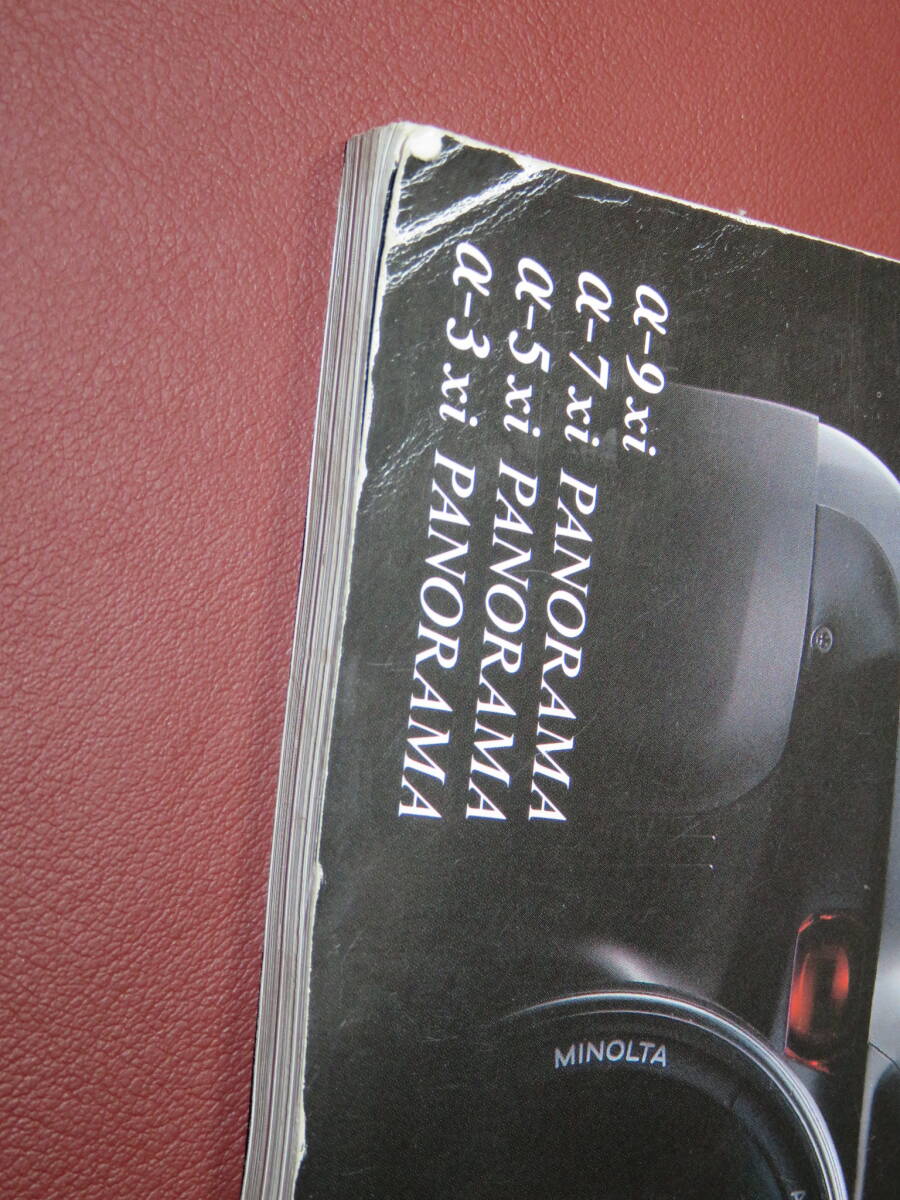 α-9xi
α-7xi PANORAMA
α-5xi PANORAMA
α-3xi PANORAMA
MINOLTA